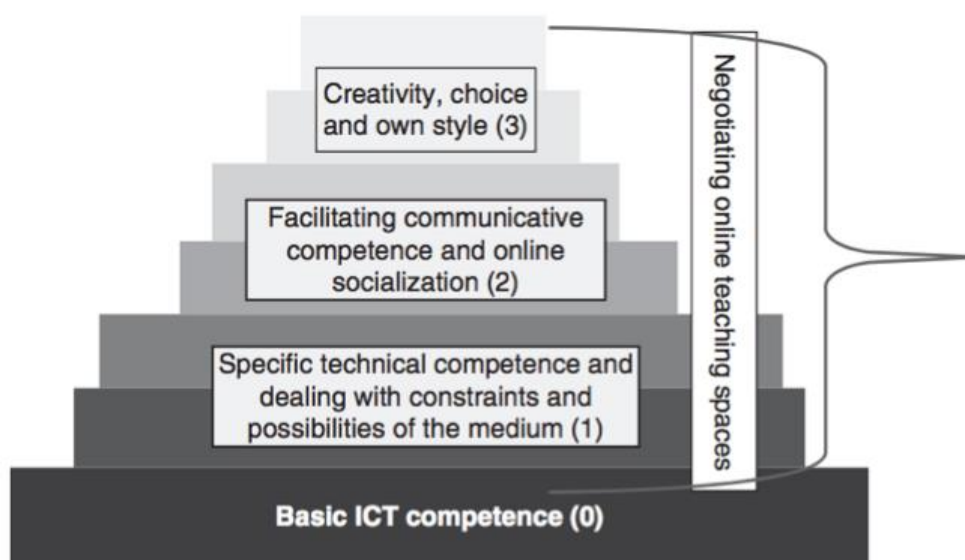 Creativity, choice
and own style (3)
Facilitating communicative
competence and online
socialization (2)
Specific technical competence and
dealing with constraints and
possibilities of the medium (1)
Basic ICT competence (0)
Negotiating online teaching spaces